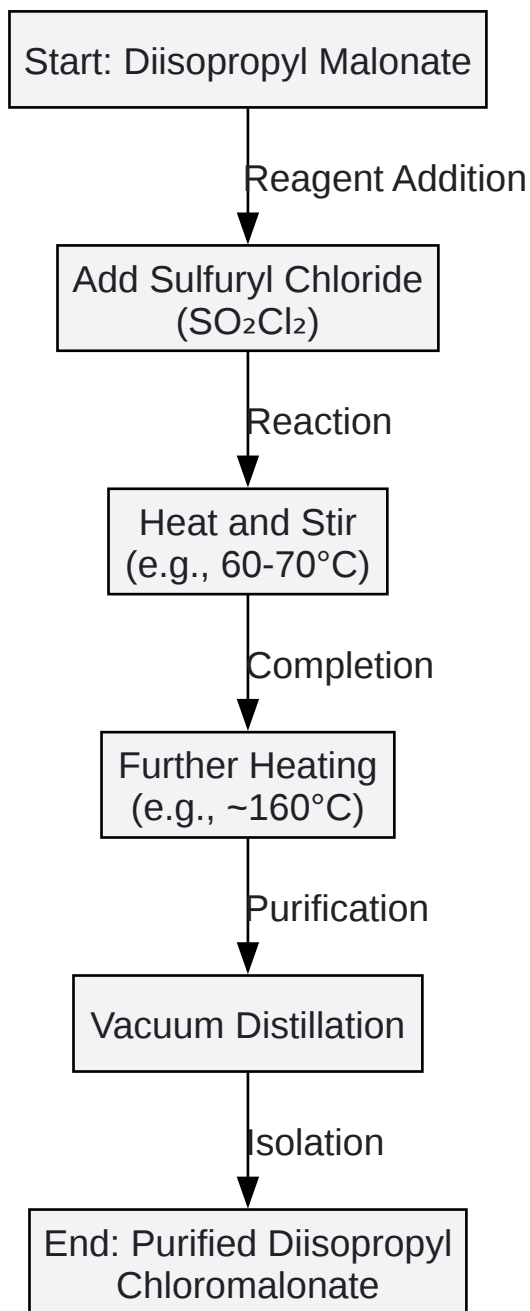 Start: Diisopropyl Malonate
Reagent Addition
Add Sulfuryl Chloride
(SO₂Cl₂)
Reaction
Heat and Stir
(e.g., 60-70°C)
Completion
Further Heating
(e.g., ~160°C)
Purification
Vacuum Distillation
Isolation
End: Purified Diisopropyl
Chloromalonate